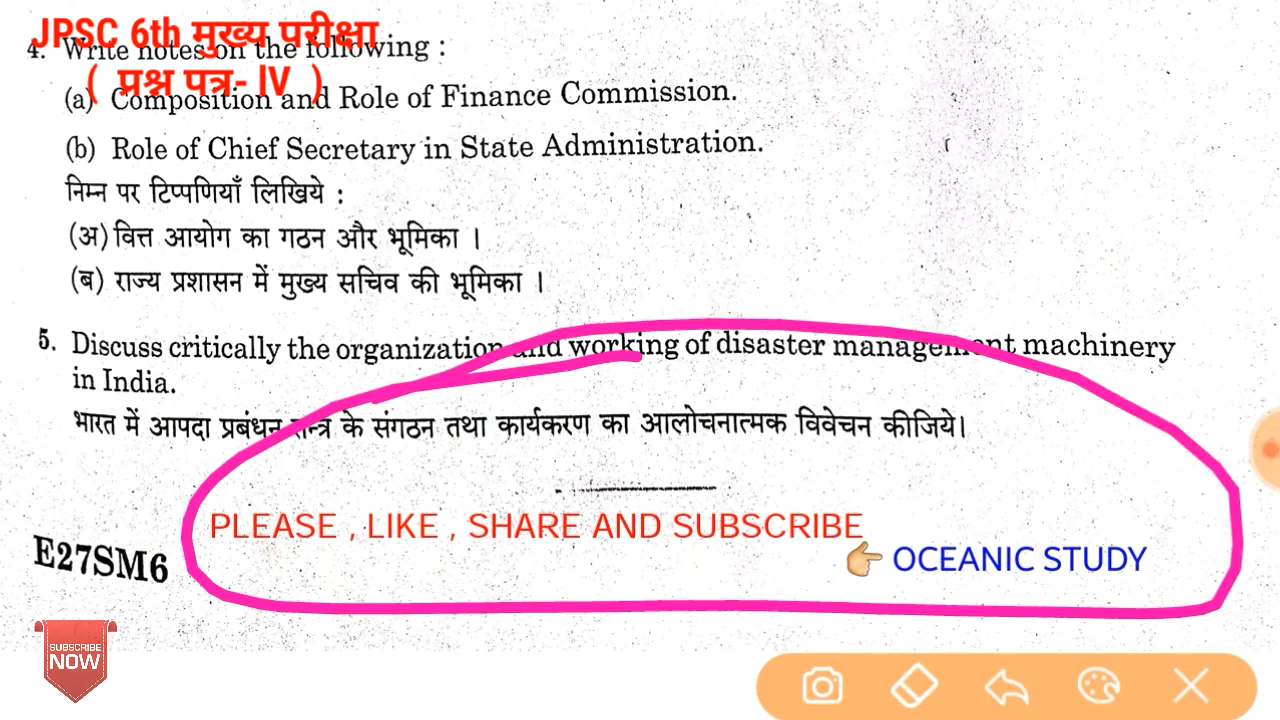 JPSC 6th मुख्य परीक्षा
( प्रश्न पत्र- IV )
4. Write notes on the following :
(a) Composition and Role of Finance Commission.
(b) Role of Chief Secretary in State Administration.
निम्न पर टिप्पणियाँ लिखिये :
(अ) वित्त आयोग का गठन और भूमिका ।
(ब) राज्य प्रशासन में मुख्य सचिव की भूमिका ।
5. Discuss critically the organization and working of disaster management machinery
in India.
भारत में आपदा प्रबंधन तन्त्र के संगठन तथा कार्यकरण का आलोचनात्मक विवेचन कीजिये।
PLEASE , LIKE , SHARE AND SUBSCRIBE
OCEANIC STUDY
E27SM6
SUBSCRIBE
NOW